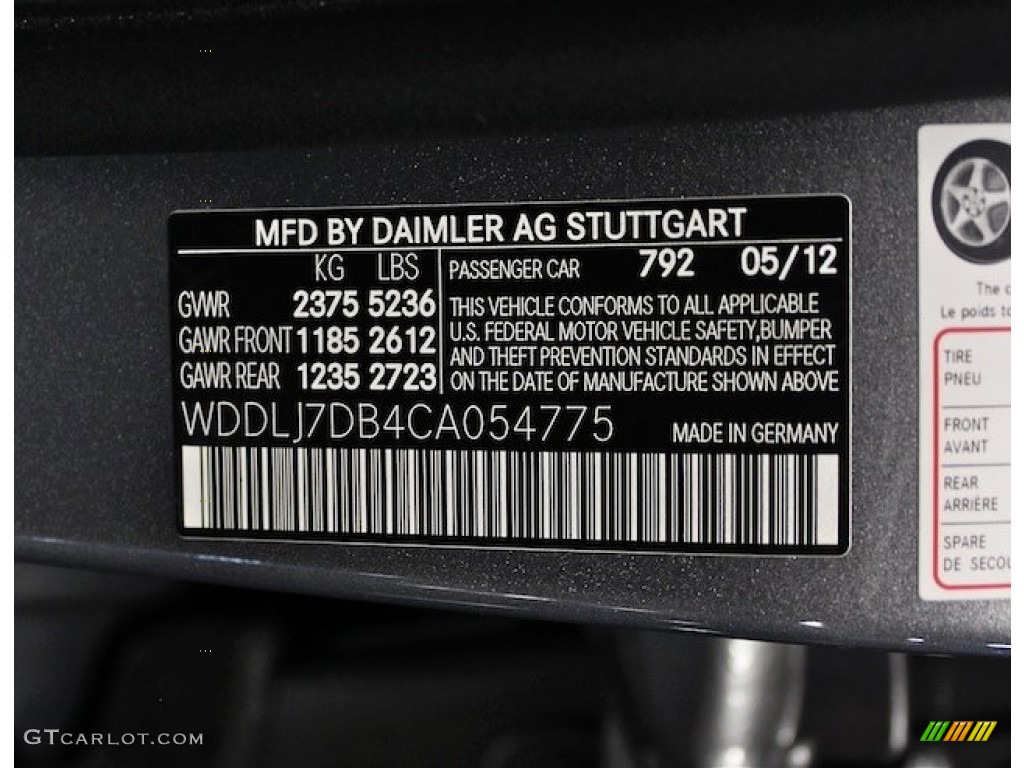 MFD BY DAIMLER AG STUTTGART
KG LBS
GVWR 2375 5236
GAWR FRONT 1185 2612
GAWR REAR 1235 2723
PASSENGER CAR 792 05/12
THIS VEHICLE CONFORMS TO ALL APPLICABLE
U.S. FEDERAL MOTOR VEHICLE SAFETY,BUMPER
AND THEFT PREVENTION STANDARDS IN EFFECT
ON THE DATE OF MANUFACTURE SHOWN ABOVE
WDDLJ7DB4CA054775
MADE IN GERMANY
The c
Le poids to
TIRE
PNEU
FRONT
AVANT
REAR
ARRIÈRE
SPARE
DE SECOU
GTCARLOT.COM